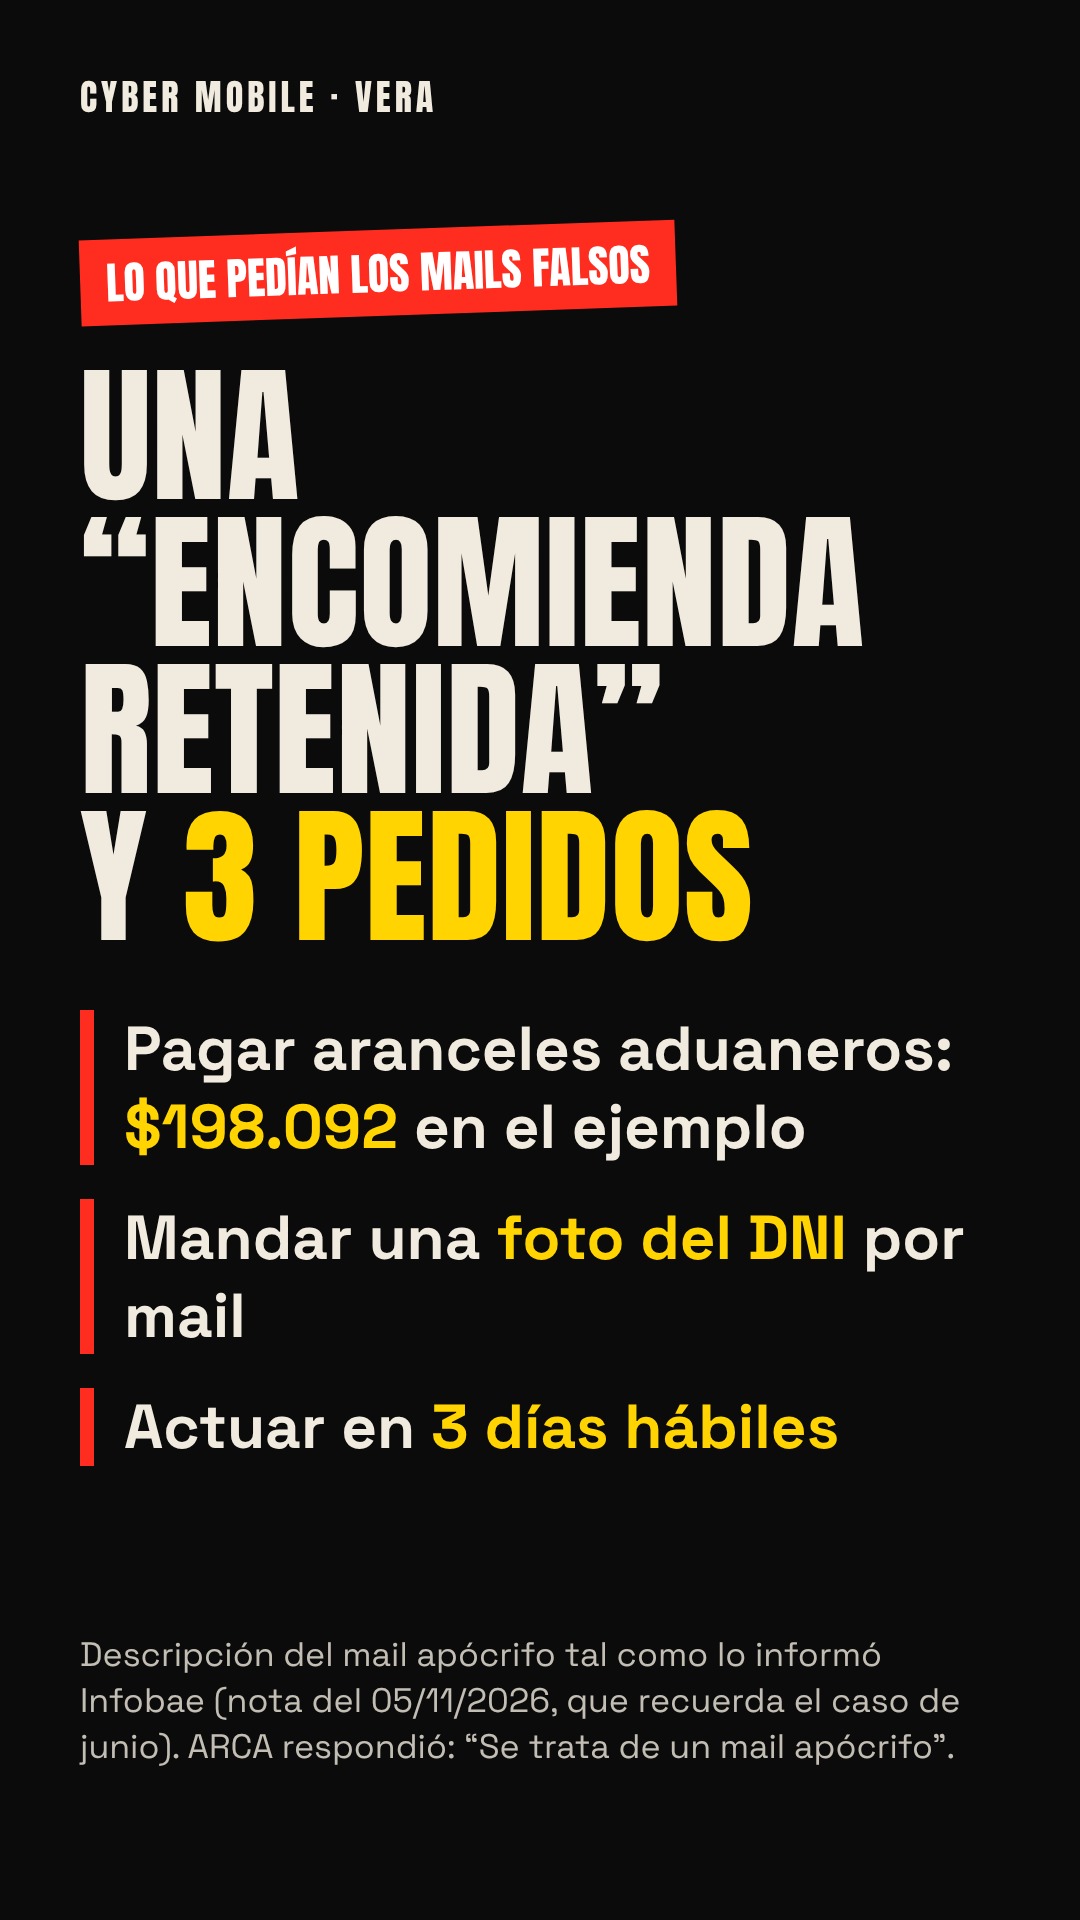 CYBER MOBILE · VERA
LO QUE PEDÍAN LOS MAILS FALSOS
UNA
“ENCOMIENDA
RETENIDA”
Y 3 PEDIDOS
Pagar aranceles aduaneros:
$198.092 en el ejemplo
Mandar una foto del DNI por
mail
Actuar en 3 días hábiles
Descripción del mail apócrifo tal como lo informó
Infobae (nota del 05/11/2026, que recuerda el caso de
junio). ARCA respondió: “Se trata de un mail apócrifo”.